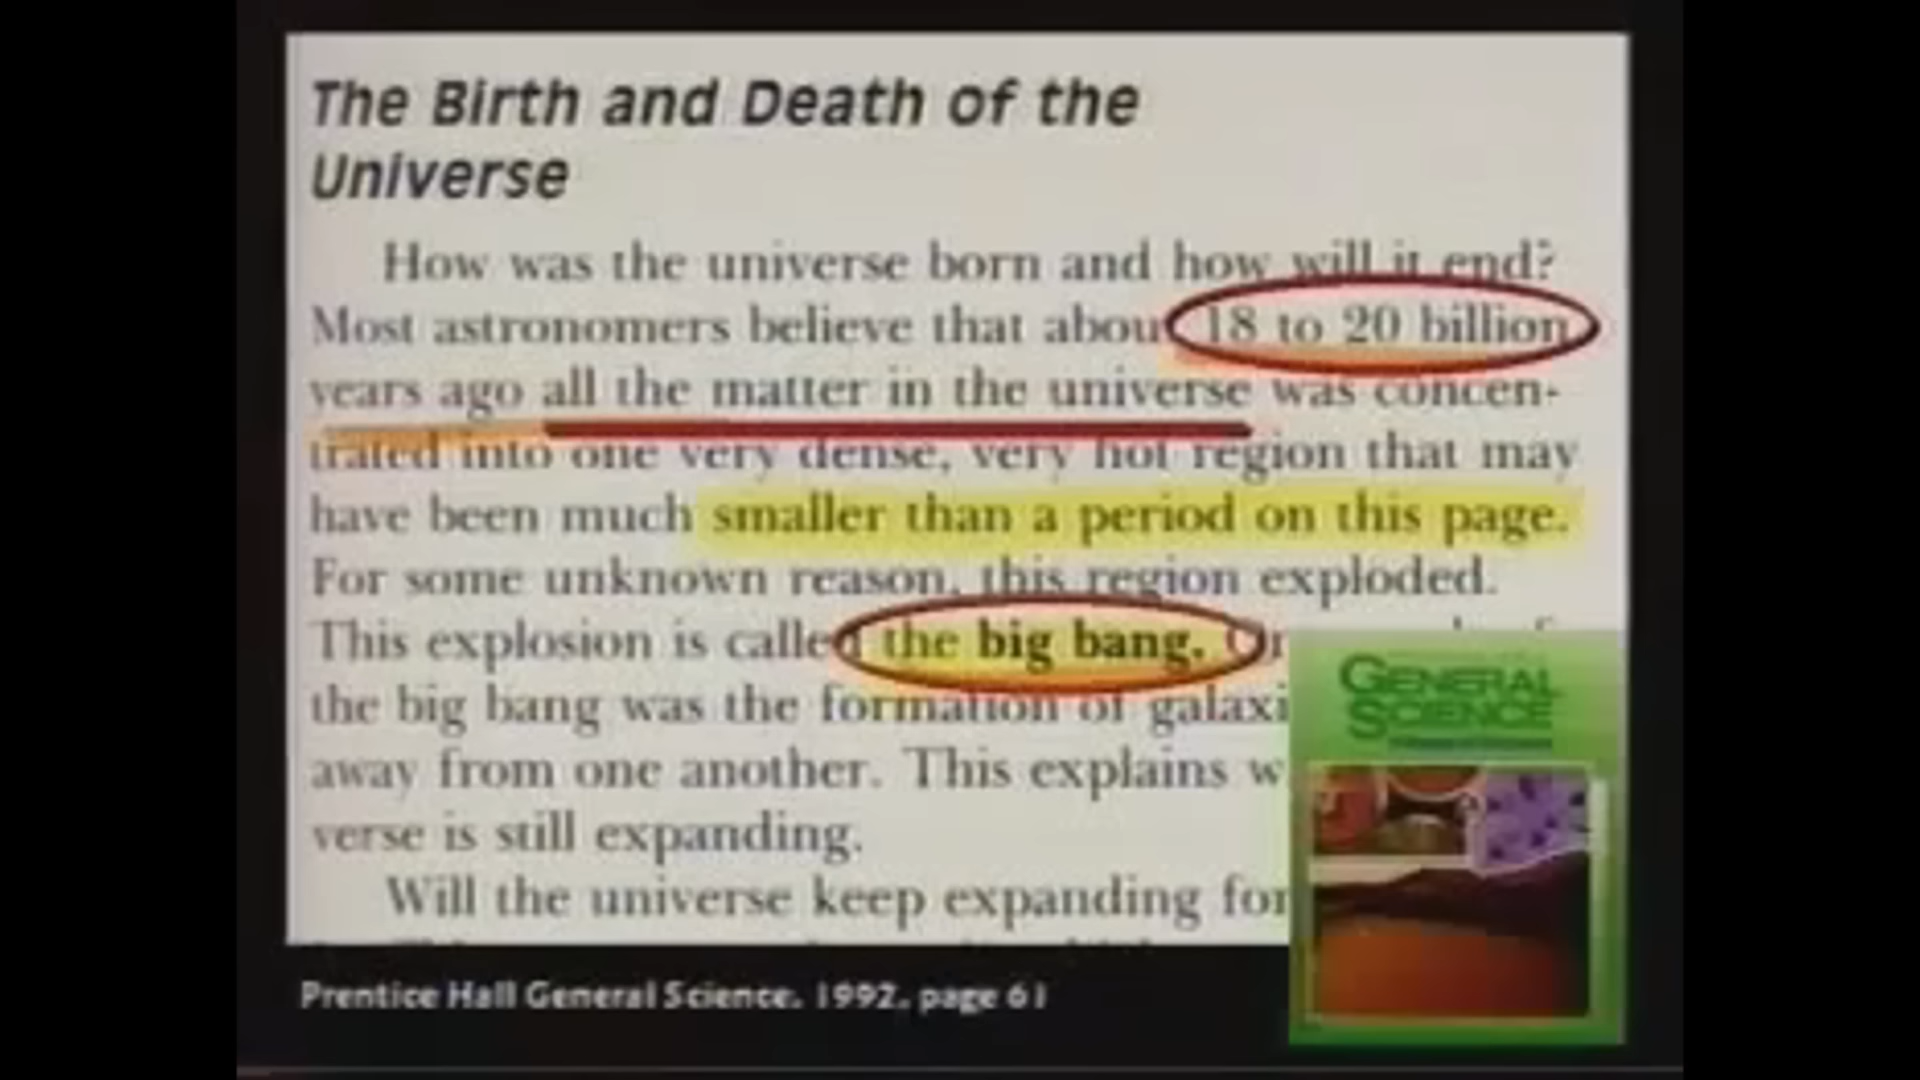 The Birth and Death of the
Universe
How was the universe born and how will it end?
Most astronomers believe that abou 18 to 20 billion
years ago all the matter in the universe was concen-
trated into one very dense, very hot region that may
have been much smaller than a period on this page.
For some unknown reason, this region exploded.
This explosion is called the big bang.
the big bang was the formation of galaxi
away from one another. This explains w
verse is still expanding.
Will the universe keep expanding for
GENERAL
SCIENCE
Prentice Hall General Science, 1992, page 61